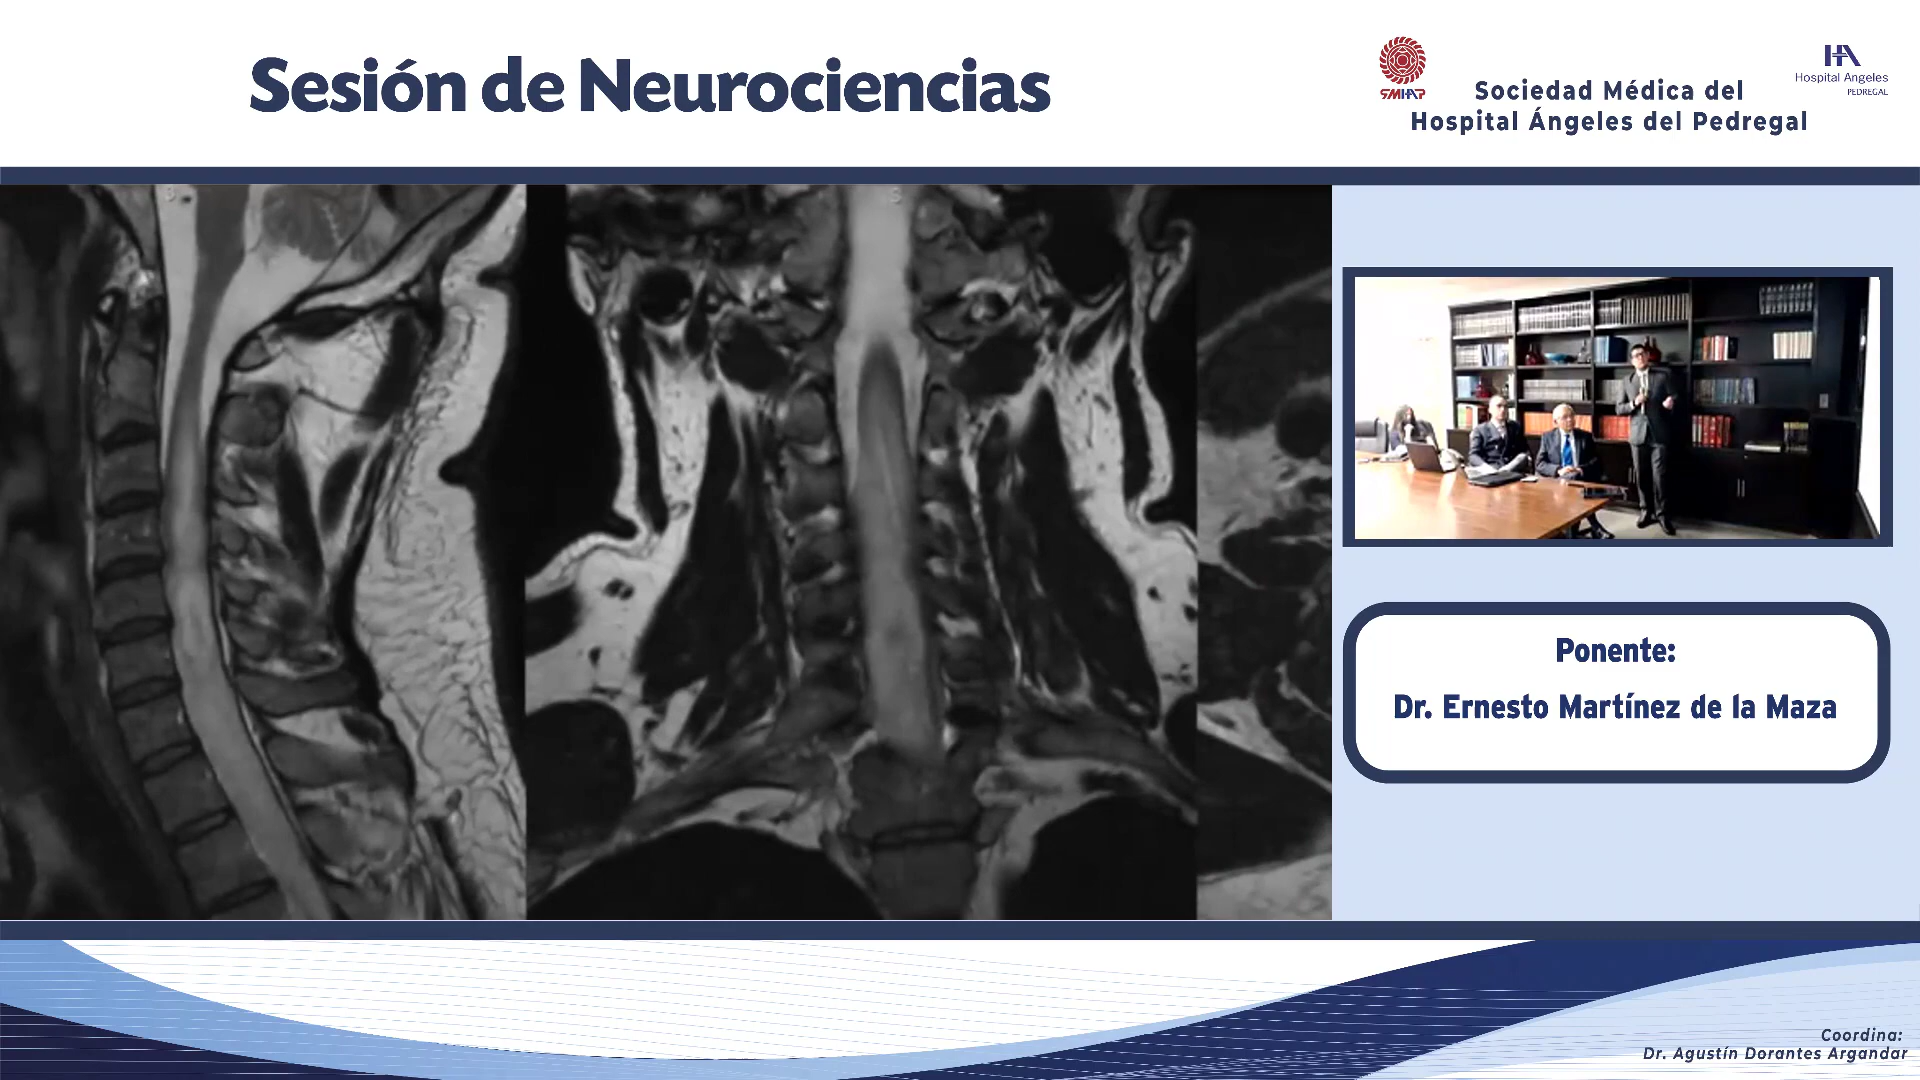 Sesión de Neurociencias
SMHAP
Sociedad Médica del
Hospital Ángeles del Pedregal
HA
Hospital Angeles
PEDREGAL
S
Ponente:
Dr. Ernesto Martínez de la Maza
Coordina:
Dr. Agustín Dorantes Argandar